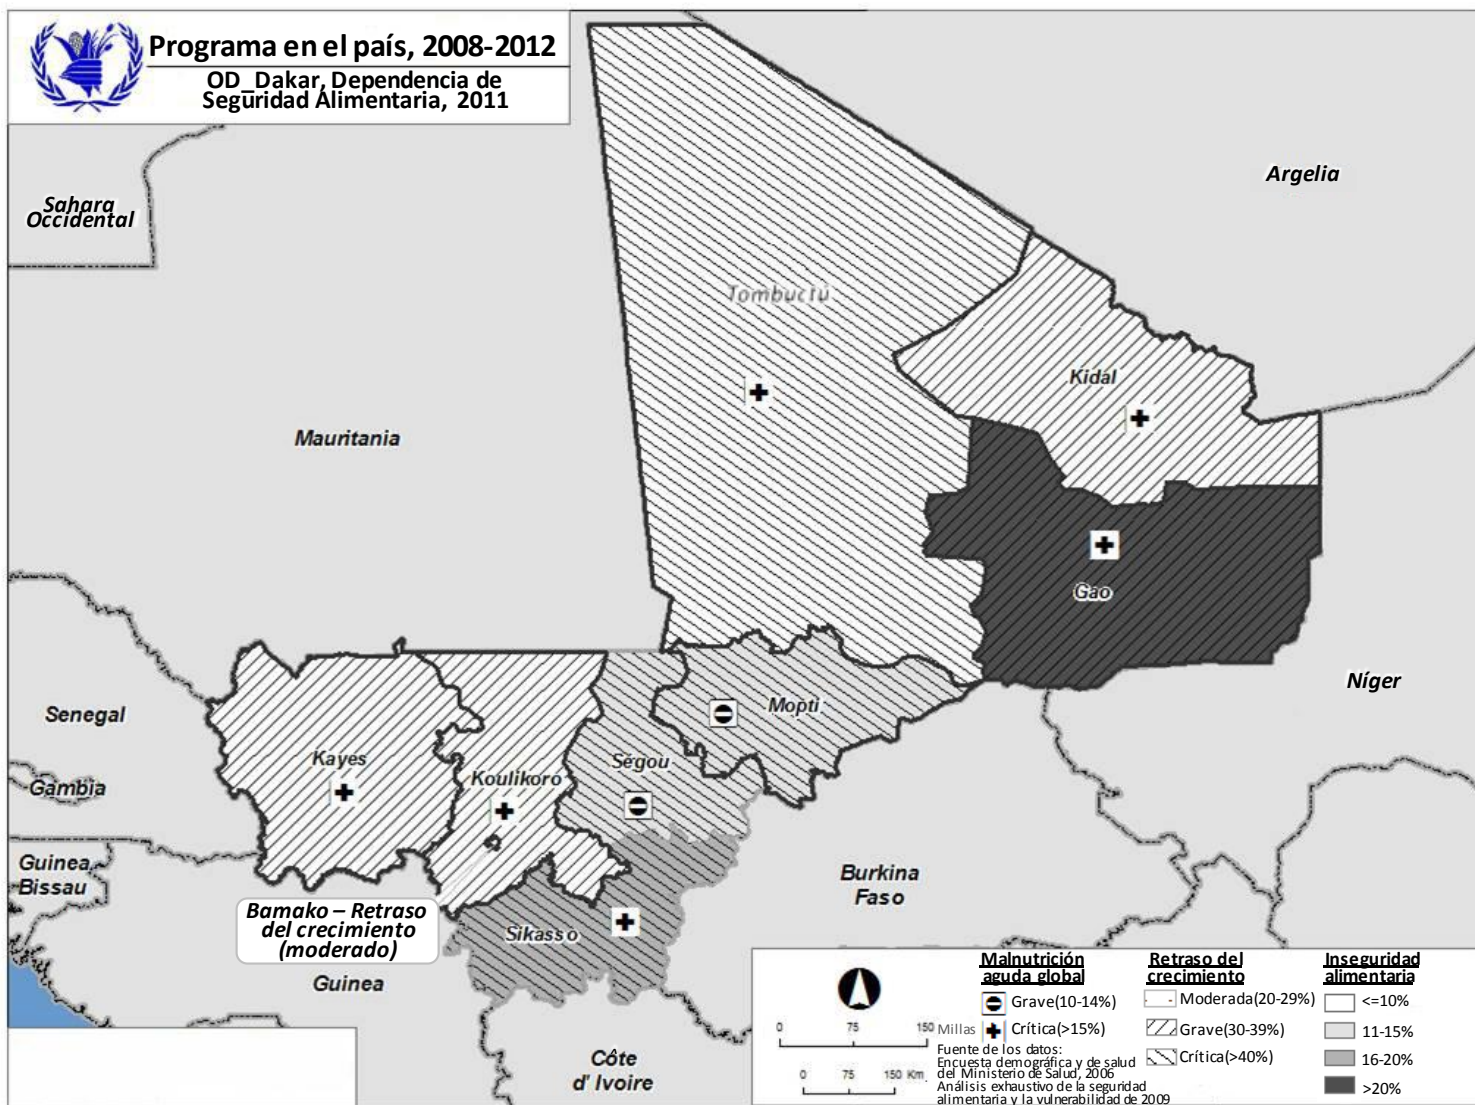 Programa en el país, 2008-2012
OD_Dakar, Dependencia de
Seguridad Alimentaria, 2011
Sahara
Occidental
Argelia
Tombuctú
Kidal
Mauritania
Gao
Níger
Senegal
Mopti
Kayes
Ségou
Koulikoro
Gambia
Guinea
Bissau
Burkina
Faso
Bamako – Retraso
del crecimiento
(moderado)
Sikasso
Guinea
Côte
d' Ivoire
Malnutrición
aguda global
Grave(10-14%)
Crítica(>15%)
Retraso del
crecimiento
Moderada(20-29%)
Grave(30-39%)
Crítica(>40%)
Inseguridad
alimentaria
<=10%
11-15%
16-20%
>20%
0 75 150 Millas
0 75 150 Km
Fuente de los datos:
Encuesta demográfica y de salud
del Ministerio de Salud, 2006
Análisis exhaustivo de la seguridad
alimentaria y la vulnerabilidad de 2009